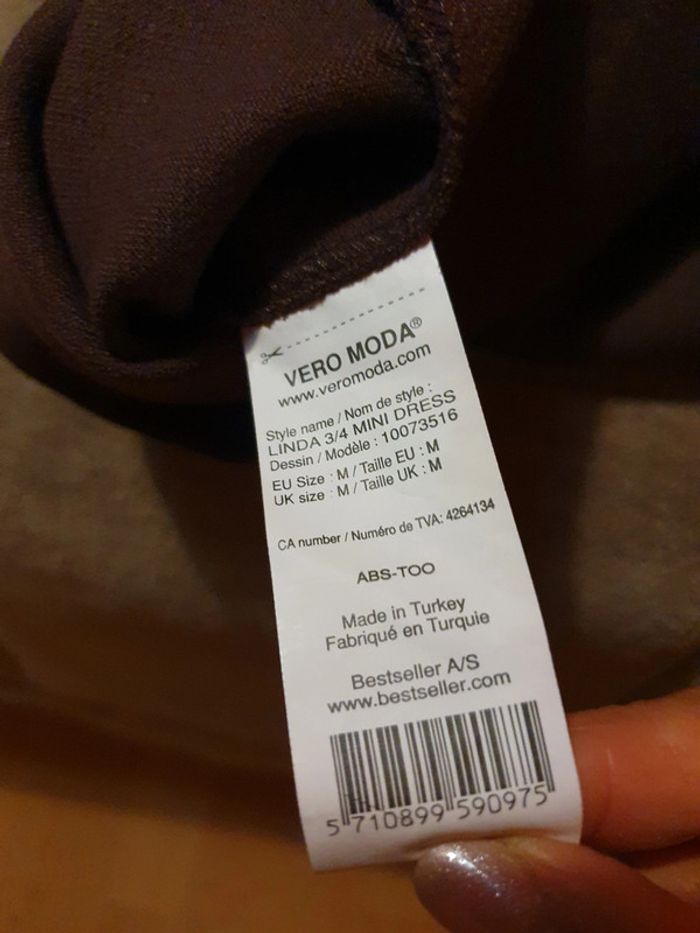 VERO MODA®
www.veromoda.com
Style name / Nom de style :
LINDA 3/4 MINI DRESS
Dessin / Modèle : 10073516
EU Size : M / Taille EU : M
UK size : M / Taille UK : M
CA number / Numéro de TVA: 4264134
ABS-TOO
Made in Turkey
Fabriqué en Turquie
Bestseller A/S
www.bestseller.com
5 710899 590975